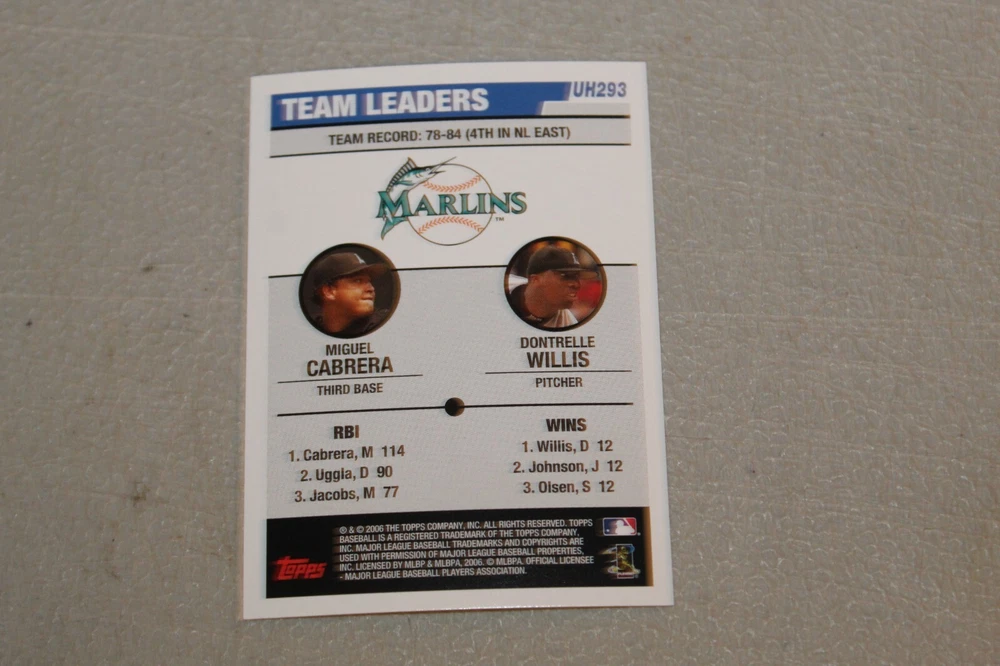 TEAM LEADERS
UH293
TEAM RECORD: 78-84 (4TH IN NL EAST)
MARLINS™
MIGUEL
CABRERA
THIRD BASE
DONTRELLE
WILLIS
PITCHER
RBI
1. Cabrera, M 114
2. Uggla, D 90
3. Jacobs, M 77
WINS
1. Willis, D 12
2. Johnson, J 12
3. Olsen, S 12
® & © 2006 THE TOPPS COMPANY, INC. ALL RIGHTS RESERVED. TOPPS
BASEBALL IS A REGISTERED TRADEMARK OF THE TOPPS COMPANY,
INC. MAJOR LEAGUE BASEBALL TRADEMARKS AND COPYRIGHTS ARE
USED WITH PERMISSION OF MAJOR LEAGUE BASEBALL PROPERTIES,
INC. LICENSED BY MLBP & MLBPA, 2006. © MLBPA. OFFICIAL LICENSEE
- MAJOR LEAGUE BASEBALL PLAYERS ASSOCIATION.
Topps